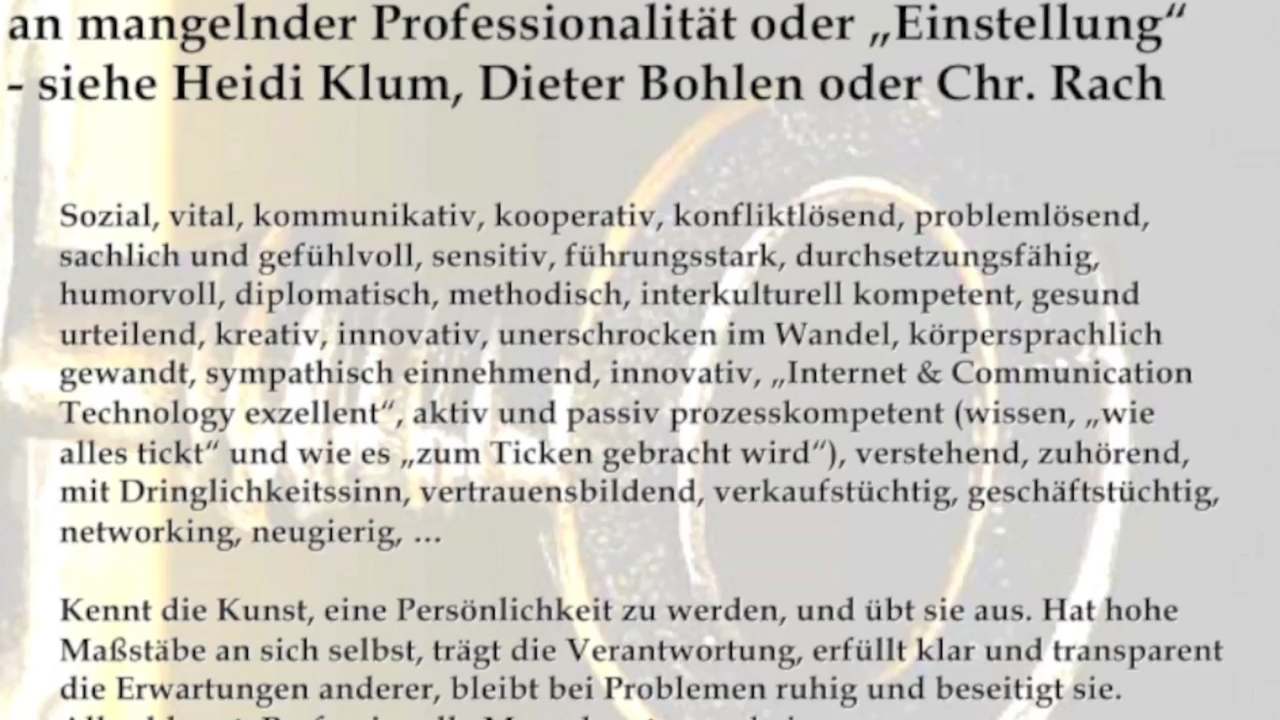 an mangelnder Professionalität oder „Einstellung“
- siehe Heidi Klum, Dieter Bohlen oder Chr. Rach
Sozial, vital, kommunikativ, kooperativ, konfliktlösend, problemlösend,
sachlich und gefühlvoll, sensitiv, führungsstark, durchsetzungsfähig,
humorvoll, diplomatisch, methodisch, interkulturell kompetent, gesund
urteilend, kreativ, innovativ, unerschrocken im Wandel, körpersprachlich
gewandt, sympathisch einnehmend, innovativ, „Internet & Communication
Technology exzellent“, aktiv und passiv prozesskompetent (wissen, „wie
alles tickt“ und wie es „zum Ticken gebracht wird“), verstehend, zuhörend,
mit Dringlichkeitssinn, vertrauensbildend, verkaufstüchtig, geschäftstüchtig,
networking, neugierig, ...
Kennt die Kunst, eine Persönlichkeit zu werden, und übt sie aus. Hat hohe
Maßstäbe an sich selbst, trägt die Verantwortung, erfüllt klar und transparent
die Erwartungen anderer, bleibt bei Problemen ruhig und beseitigt sie.